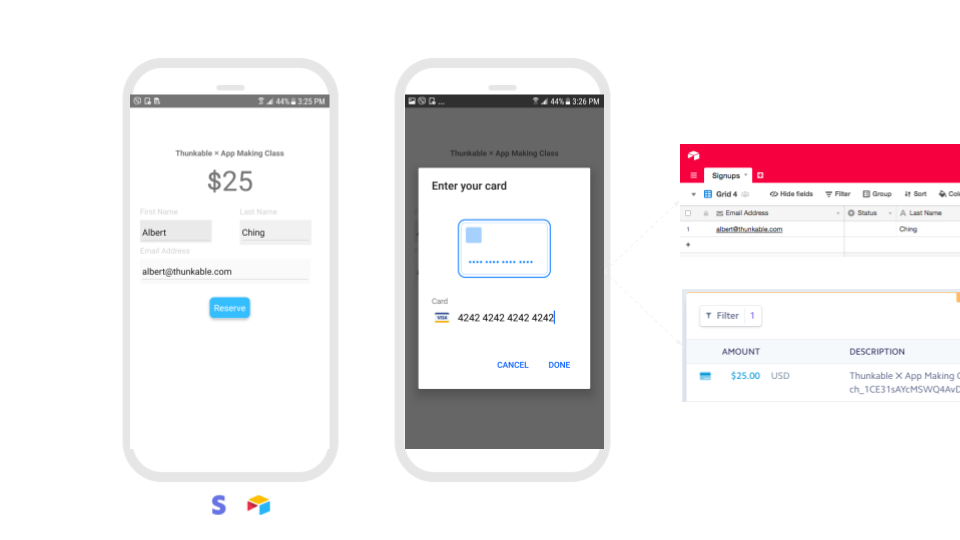 44% 3:25 PM
Thunkable × App Making Class
$25
First Name
Last Name
Albert
Ching
Email Address
albert@thunkable.com
Reserve
S
... 44% 3:26 PM
Thunkable × App Making Class
Enter your card
•••• •••• •••• ••••
Card
VISA 4242 4242 4242 4242
CANCEL DONE
Signups
Grid 4 Hide fields Filter Group Sort Colo
Email Address Status A Last Name
1 albert@thunkable.com Ching
+
Filter 1
AMOUNT DESCRIPTION
$25.00 USD Thunkable X App Making C
ch_1CE31sAYcMSWQ4AvD